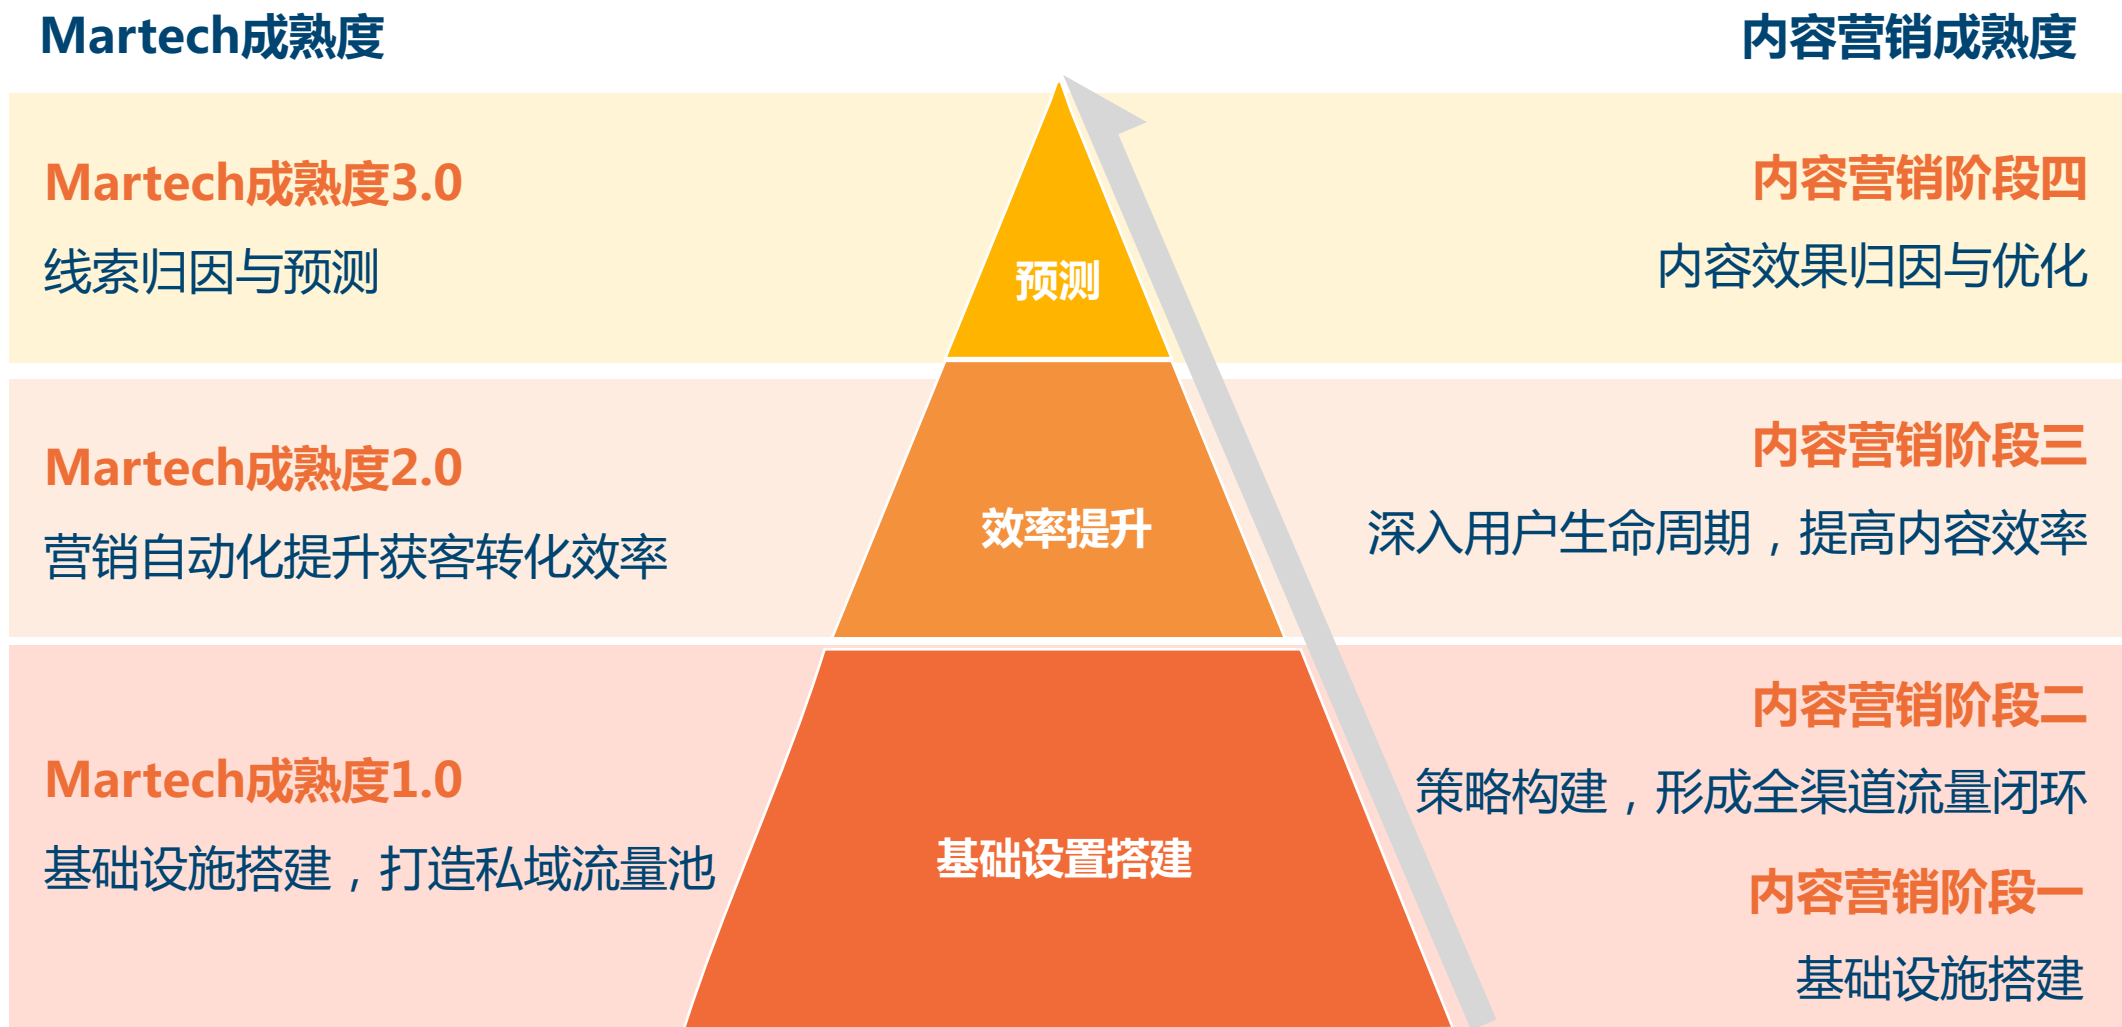 Martech成熟度
内容营销成熟度
Martech成熟度3.0
线索归因与预测
预测
内容营销阶段四
内容效果归因与优化
Martech成熟度2.0
营销自动化提升获客转化效率
效率提升
内容营销阶段三
深入用户生命周期，提高内容效率
Martech成熟度1.0
基础设施搭建，打造私域流量池
基础设置搭建
内容营销阶段二
策略构建，形成全渠道流量闭环
内容营销阶段一
基础设施搭建